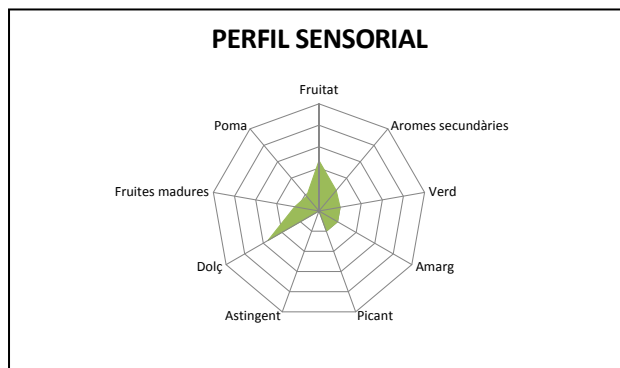 PERFIL SENSORIAL
Fruitat
Aromes secundàries
Verd
Amarg
Picant
Astingent
Dolç
Fruites madures
Poma